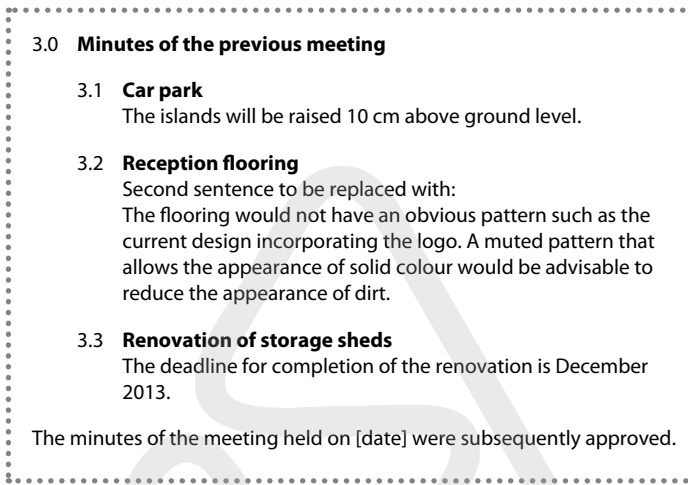 3.0 Minutes of the previous meeting
3.1 Car park
The islands will be raised 10 cm above ground level.
3.2 Reception flooring
Second sentence to be replaced with:
The flooring would not have an obvious pattern such as the
current design incorporating the logo. A muted pattern that
allows the appearance of solid colour would be advisable to
reduce the appearance of dirt.
3.3 Renovation of storage sheds
The deadline for completion of the renovation is December
2013.
The minutes of the meeting held on [date] were subsequently approved.